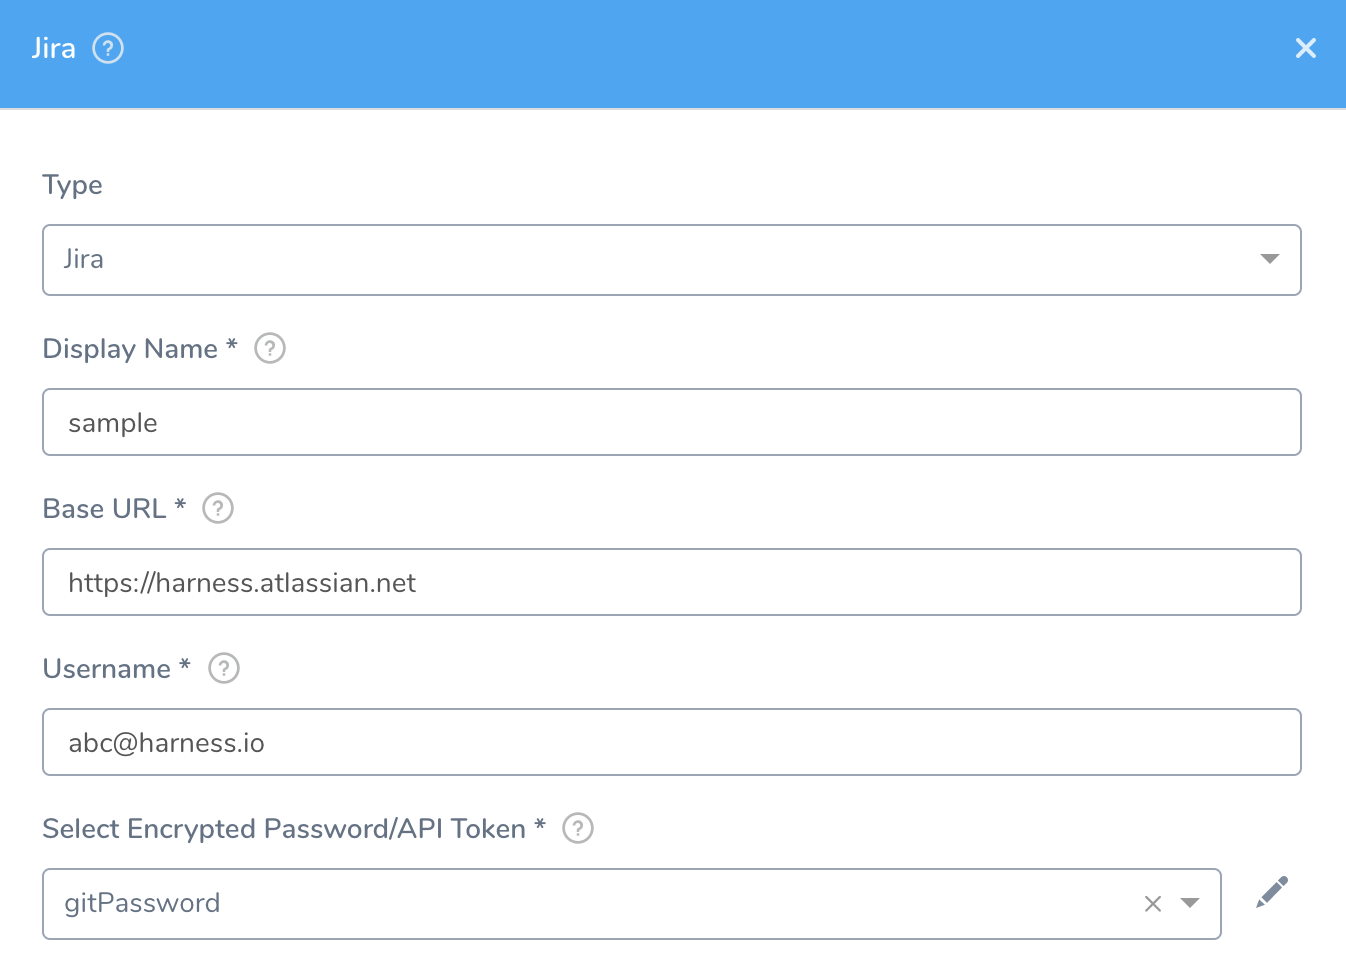 Jira ?
Type
Jira
Display Name * ?
sample
Base URL * ?
https://harness.atlassian.net
Username * ?
abc@harness.io
Select Encrypted Password/API Token * ?
gitPassword